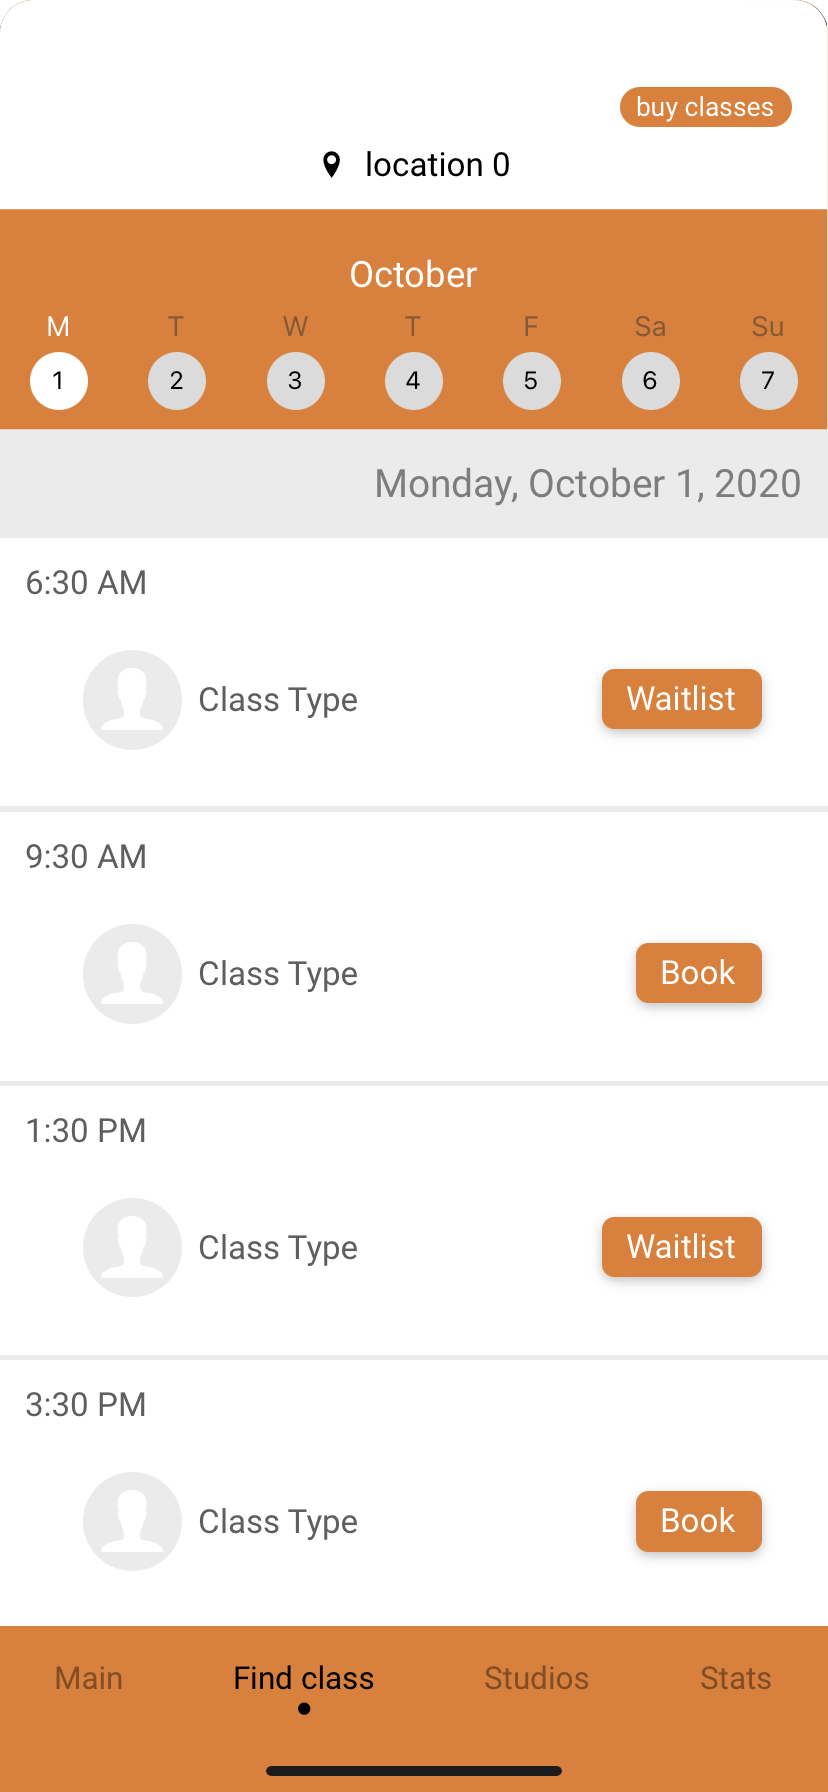 buy classes
location 0
October
M T W T F Sa Su
1 2 3 4 5 6 7
Monday, October 1, 2020
6:30 AM
Class Type Waitlist
9:30 AM
Class Type Book
1:30 PM
Class Type Waitlist
3:30 PM
Class Type Book
Main Find class Studios Stats